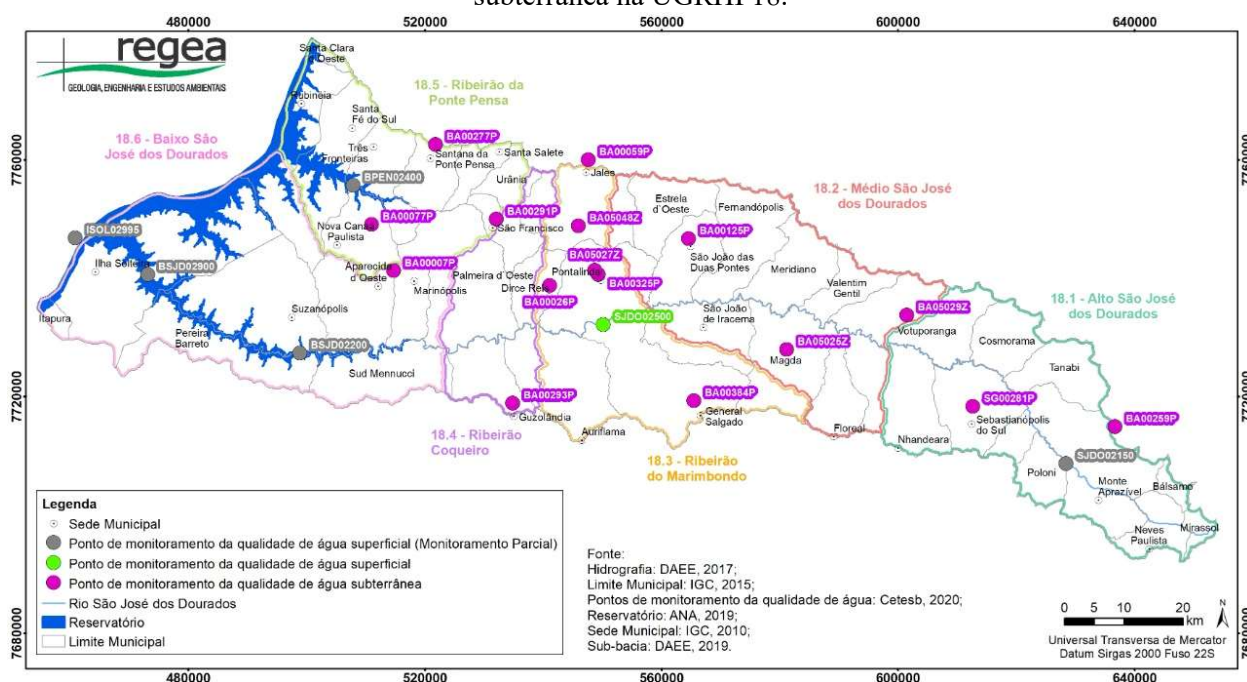 subterrânea na UGRHI 18.
480000
520000
560000
600000
640000
regea
GEOLOGIA, ENGENHARIA E ESTUDOS AMBIENTAIS
Santa Clara
d´Oeste
18.5 - Ribeirão da
Ponte Pensa
Rubinéia
Santa
Fé do Sul
BA00277P
18.6 - Baixo São
José dos Dourados
Três
Fronteiras
Santana da
Ponte Pensa
Santa Salete
BA00059P
7760000
7760000
Jales
BPEN02400
Urânia
18.2 - Médio São José
dos Dourados
Estrela
d´Oeste
Fernandópolis
BA00077P
BA00291P
BA05048Z
ISOL02995
Nova Canaã
Paulista
São Francisco
BA00125P
São João das
Duas Pontes
Ilha Solteira
BSJD02900
BA00007P
Aparecida
d´Oeste
Marinópolis
Palmeira d´Oeste
Dirce Reis
BA05027Z
Pontalinda
BA00325P
BA00026P
Meridiano
Valentim
Gentil
18.1 - Alto São José
dos Dourados
Itapura
Suzanápolis
SJDO02500
São João
de Iracema
BA05029Z
Votuporanga
Pereira
Barreto
BSJD02200
Cosmorama
BA05025Z
Magda
Sud Mennucci
Tanabi
7720000
7720000
BA00293P
Guzolândia
BA00384P
General
Salgado
SG00281P
Sebastianópolis
do Sul
BA00259P
18.4 - Ribeirão
Coqueiro
Auriflama
Floreal
Nhandeara
18.3 - Ribeirão
do Marimbondo
SJDO02150
Poloni
Monte
Aprazível
Bálsamo
Neves
Paulista
Mirassol
Legenda
Sede Municipal
Ponto de monitoramento da qualidade de água superficial (Monitoramento Parcial)
Ponto de monitoramento da qualidade de água superficial
Ponto de monitoramento da qualidade de água subterrânea
Rio São José dos Dourados
Reservatório
Limite Municipal
Fonte:
Hidrografia: DAEE, 2017;
Limite Municipal: IGC, 2015;
Pontos de monitoramento da qualidade de água: Cetesb, 2020;
Reservatório: ANA, 2019;
Sede Municipal: IGC, 2010;
Sub-bacia: DAEE, 2019.
0 5 10 20
km
N
Universal Transversa de Mercator
Datum Sirgas 2000 Fuso 22S
7680000
7680000
480000
520000
560000
600000
640000